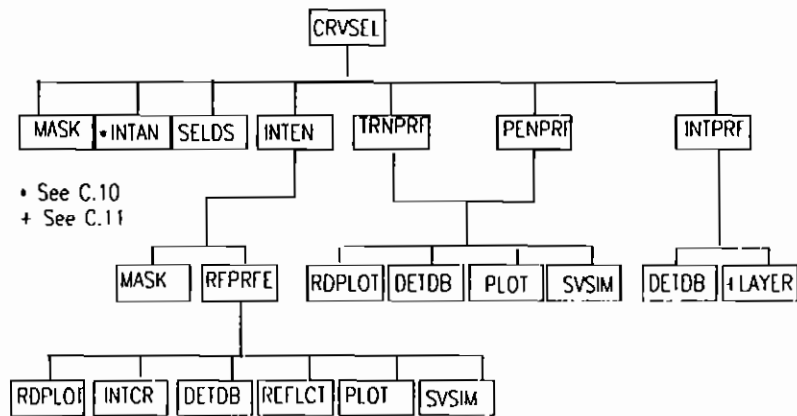 CRVSEL
MASK
• INTAN
SELDS
INTEN
TRNPRF
PENPRF
INTPRF
• See C.10
+ See C.11
MASK
RFPRFE
RDPLOT
DETDB
PLOT
SVSIM
DETDB
+ LAYER
RDPLOT
INTCR
DETDB
REFLCT
PLOT
SVSIM